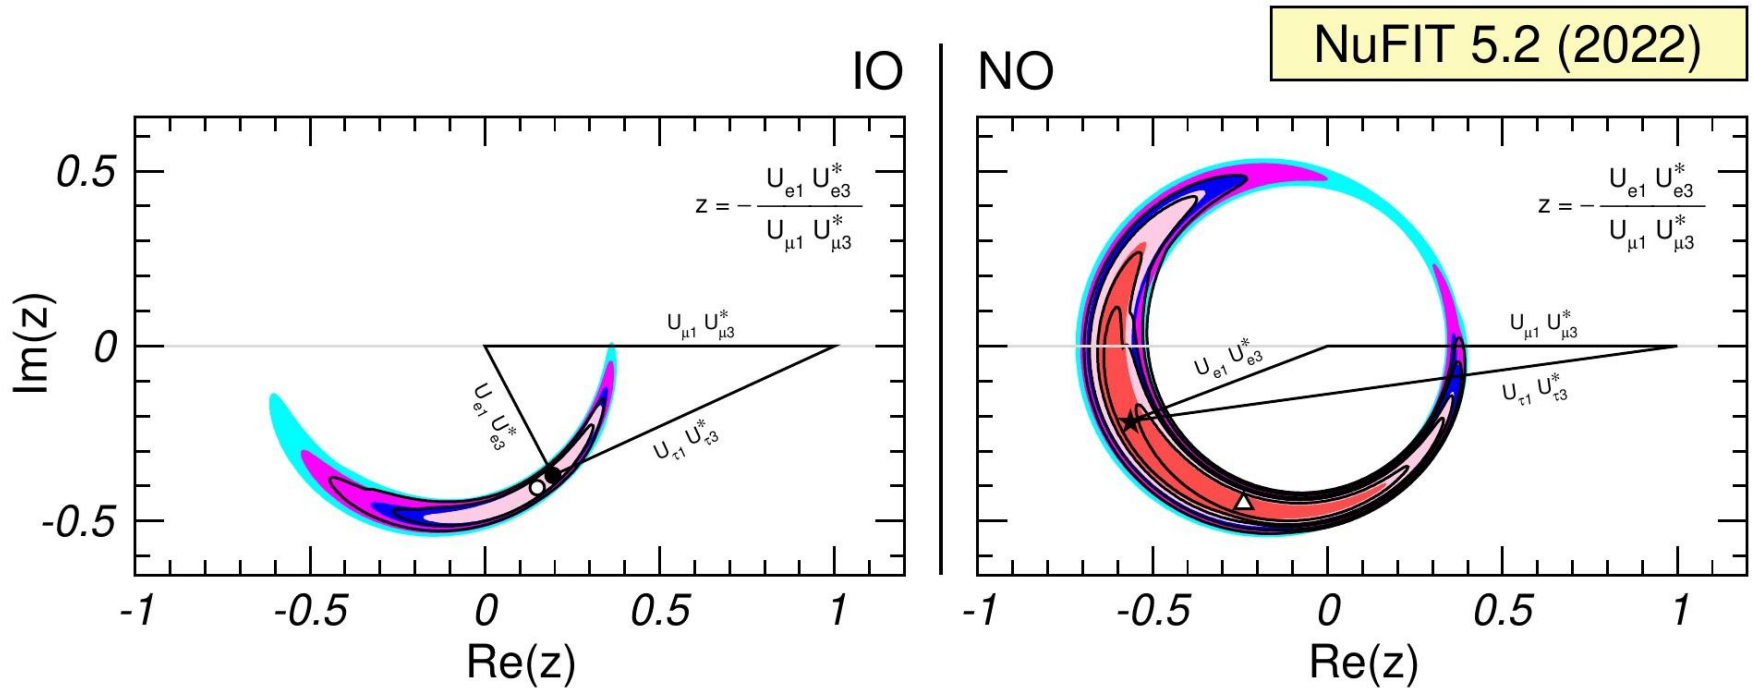 NuFIT 5.2 (2022)
IO
NO
z = − U_e1 U*_e3 / U_μ1 U*_μ3
z = − U_e1 U*_e3 / U_μ1 U*_μ3
0.5
0
-0.5
Im(z)
U_μ1 U*_μ3
U_e1 U*_e3
U_τ1 U*_τ3
U_μ1 U*_μ3
U_e1 U*_e3
U_τ1 U*_τ3
-1 -0.5 0 0.5 1
-1 -0.5 0 0.5 1
Re(z)
Re(z)